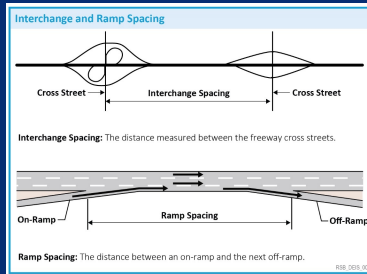 Interchange and Ramp Spacing
Cross Street
Interchange Spacing
Cross Street
Interchange Spacing: The distance measured between the freeway cross streets.
On-Ramp
Ramp Spacing
Off-Ramp
Ramp Spacing: The distance between an on-ramp and the next off-ramp.